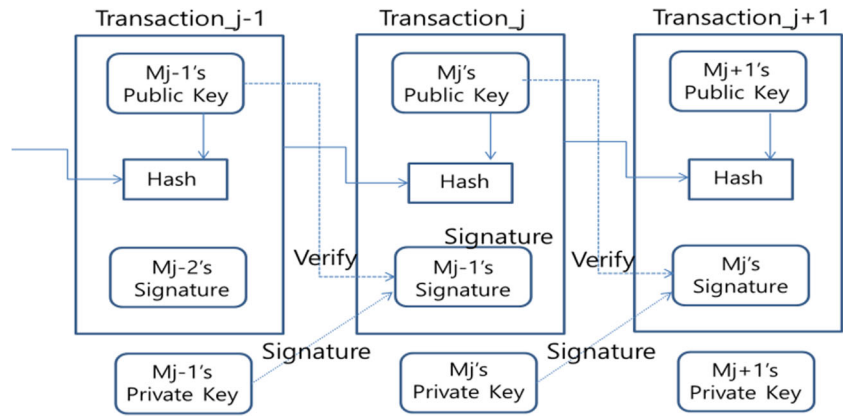 Transaction_j-1
Transaction_j
Transaction_j+1
Mj-1's
Public Key
Mj's
Public Key
Mj+1's
Public Key
Hash
Hash
Hash
Signature
Verify
Verify
Mj-2's
Signature
Mj-1's
Signature
Mj's
Signature
Signature
Signature
Mj-1's
Private Key
Mj's
Private Key
Mj+1's
Private Key